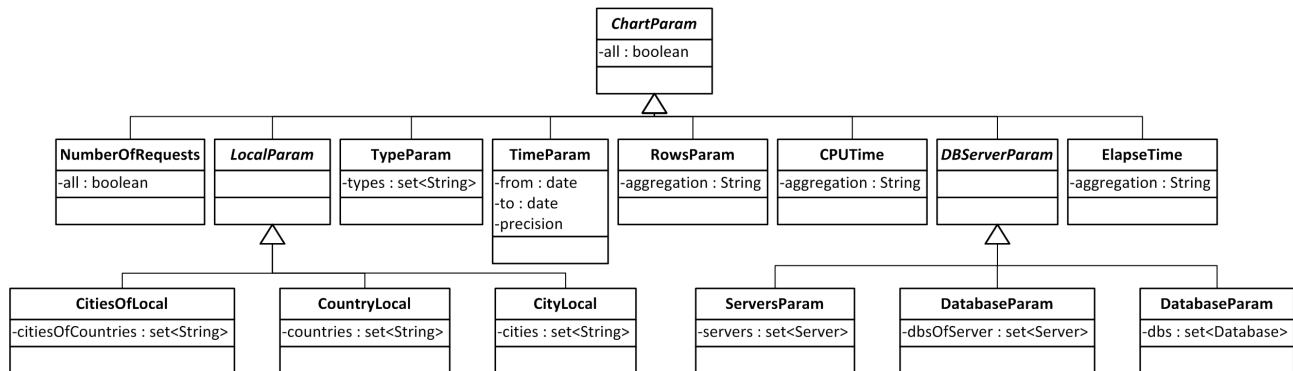 ChartParam
-all : boolean
NumberOfRequests
-all : boolean
LocalParam
TypeParam
-types : set<String>
TimeParam
-from : date
-to : date
-precision
RowsParam
-aggregation : String
CPUTime
-aggregation : String
DBServerParam
ElapseTime
-aggregation : String
CitiesOfLocal
-citiesOfCountries : set<String>
CountryLocal
-countries : set<String>
CityLocal
-cities : set<String>
ServersParam
-servers : set<Server>
DatabaseParam
-dbsOfServer : set<Server>
DatabaseParam
-dbs : set<Database>